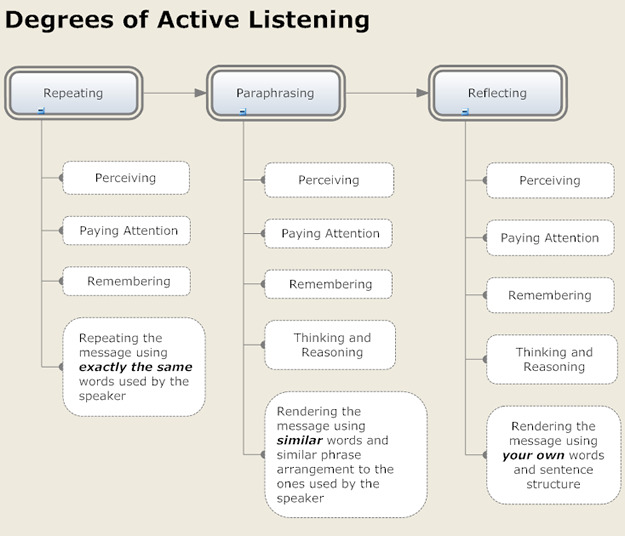 Degrees of Active Listening
Repeating
Paraphrasing
Reflecting
Perceiving
Paying Attention
Remembering
Repeating the
message using
exactly the same
words used by the
speaker
Perceiving
Paying Attention
Remembering
Thinking and
Reasoning
Rendering the
message using
similar words and
similar phrase
arrangement to the
ones used by the
speaker
Perceiving
Paying Attention
Remembering
Thinking and
Reasoning
Rendering the
message using
your own words
and sentence
structure